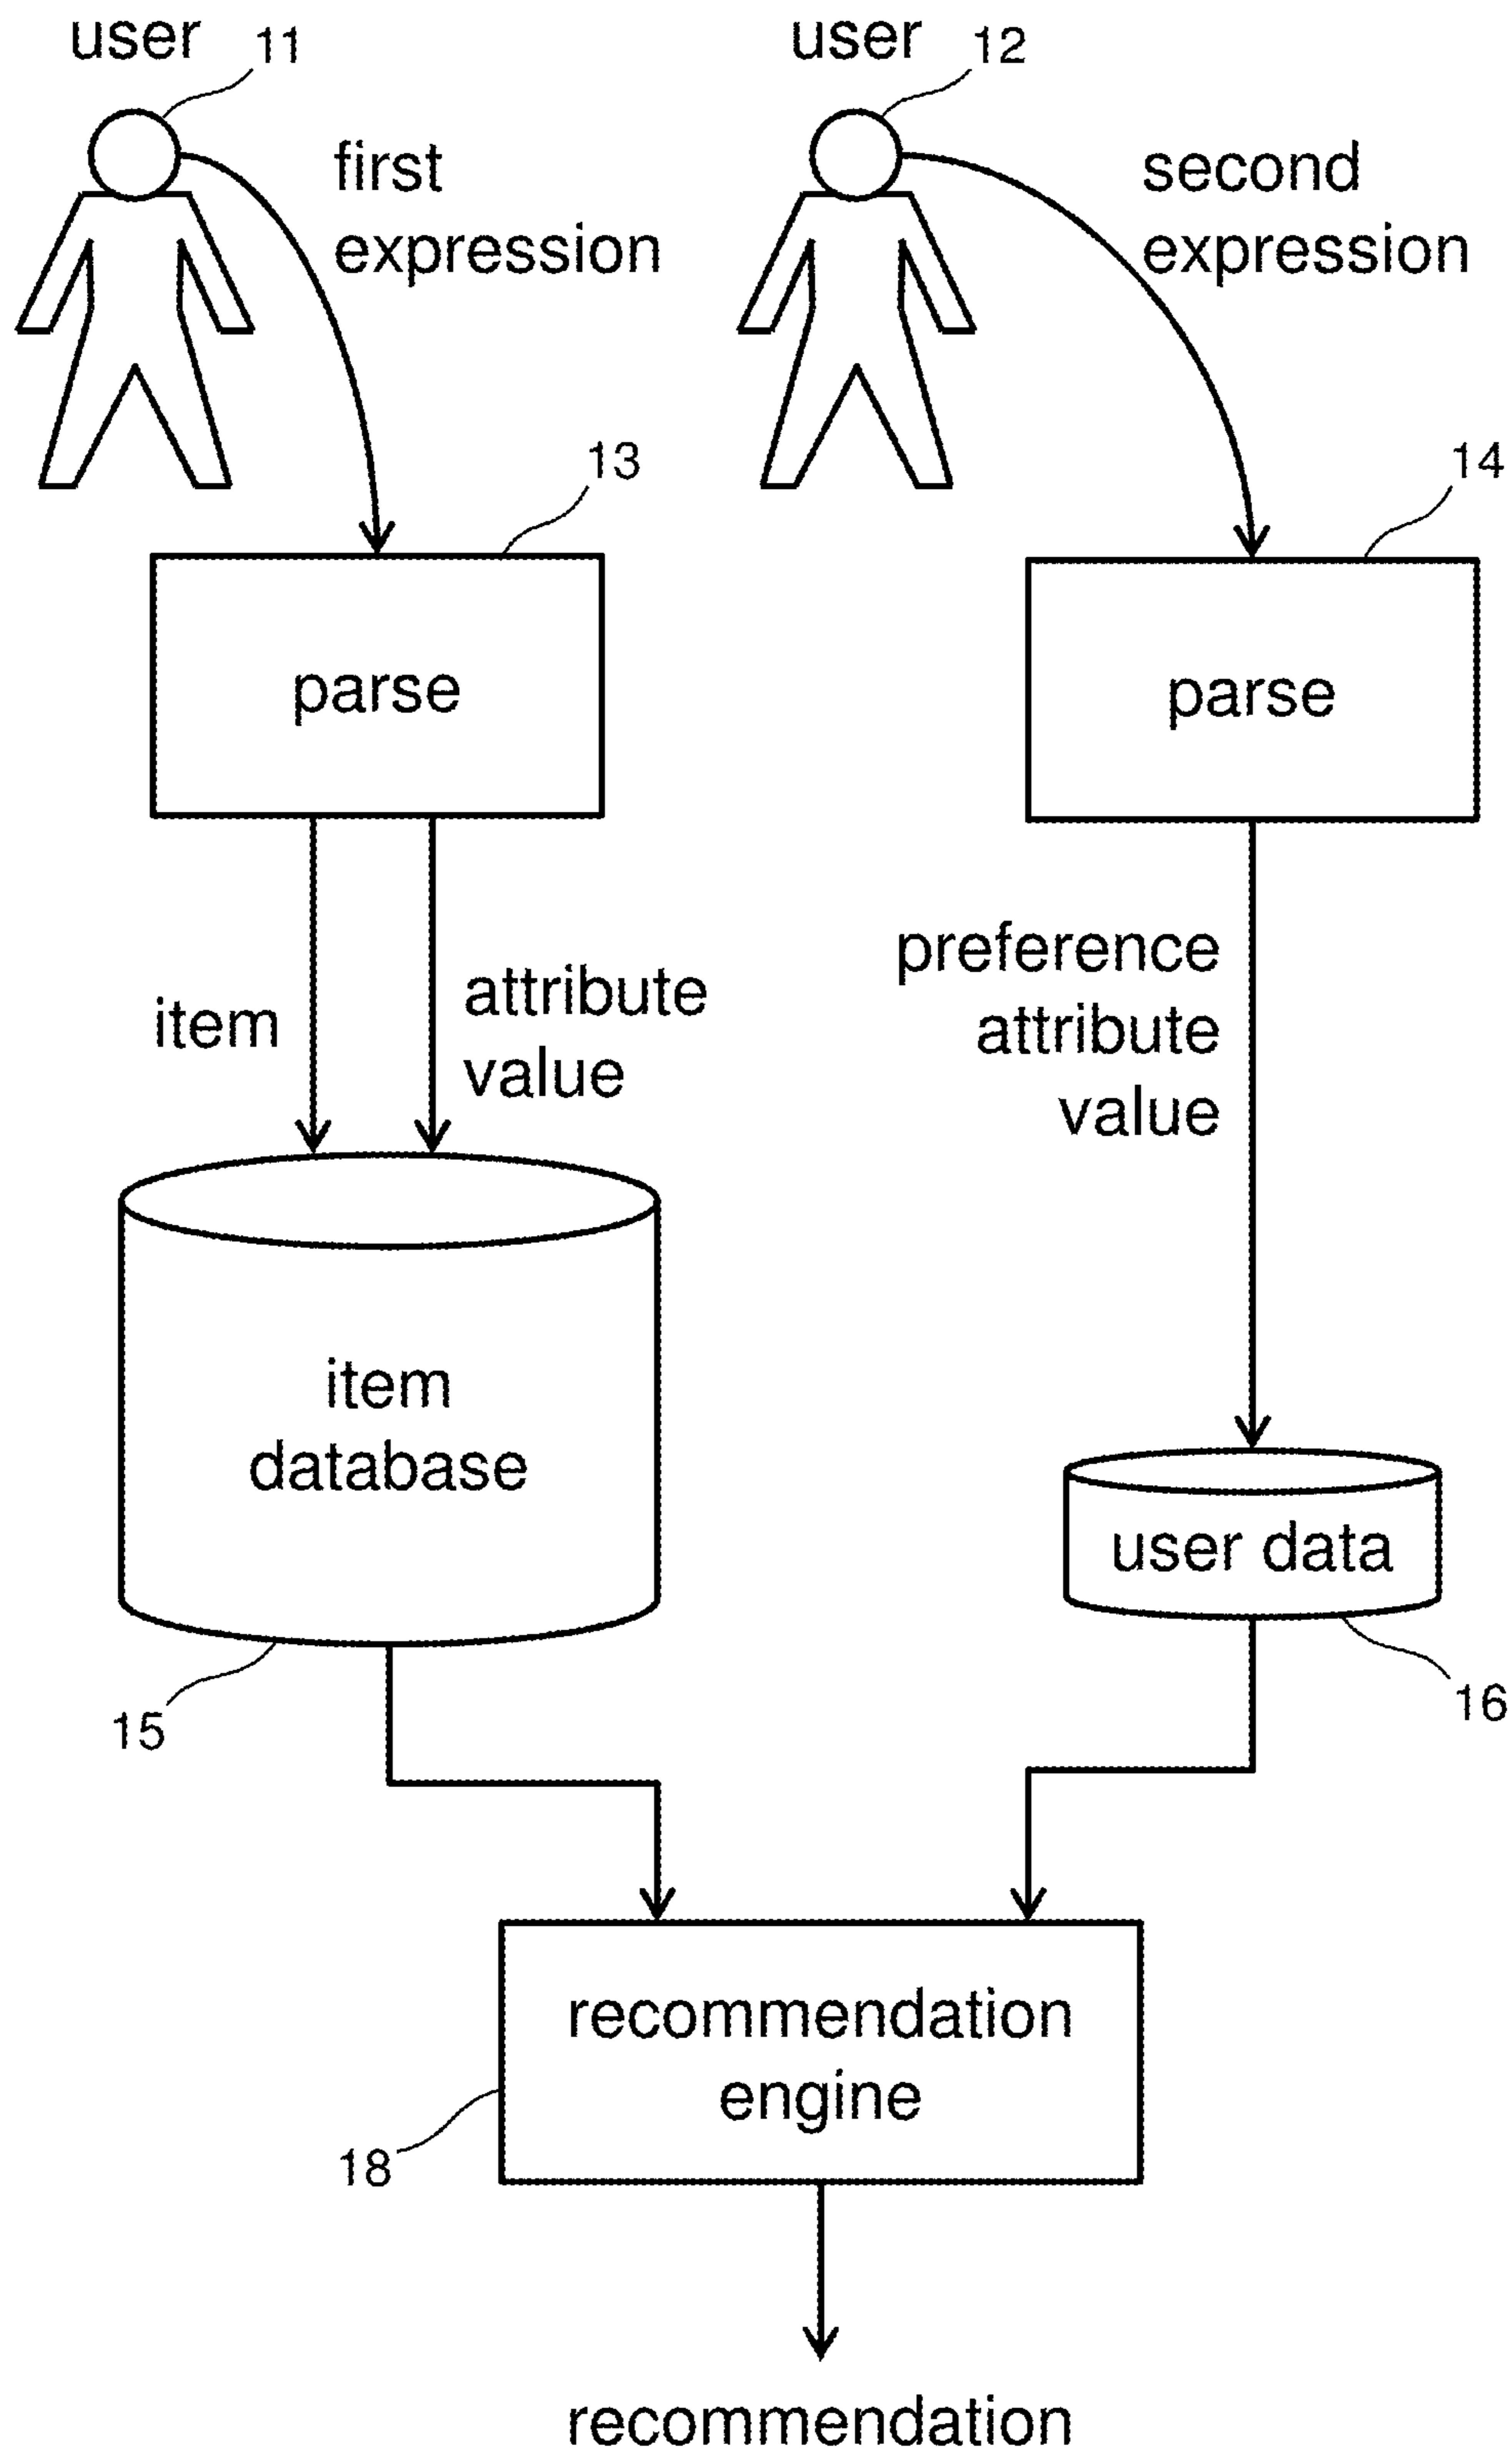 user 11
user 12
first
expression
second
expression
13
14
parse
parse
item
attribute
value
preference
attribute
value
item
database
user data
15
16
recommendation
engine
18
recommendation